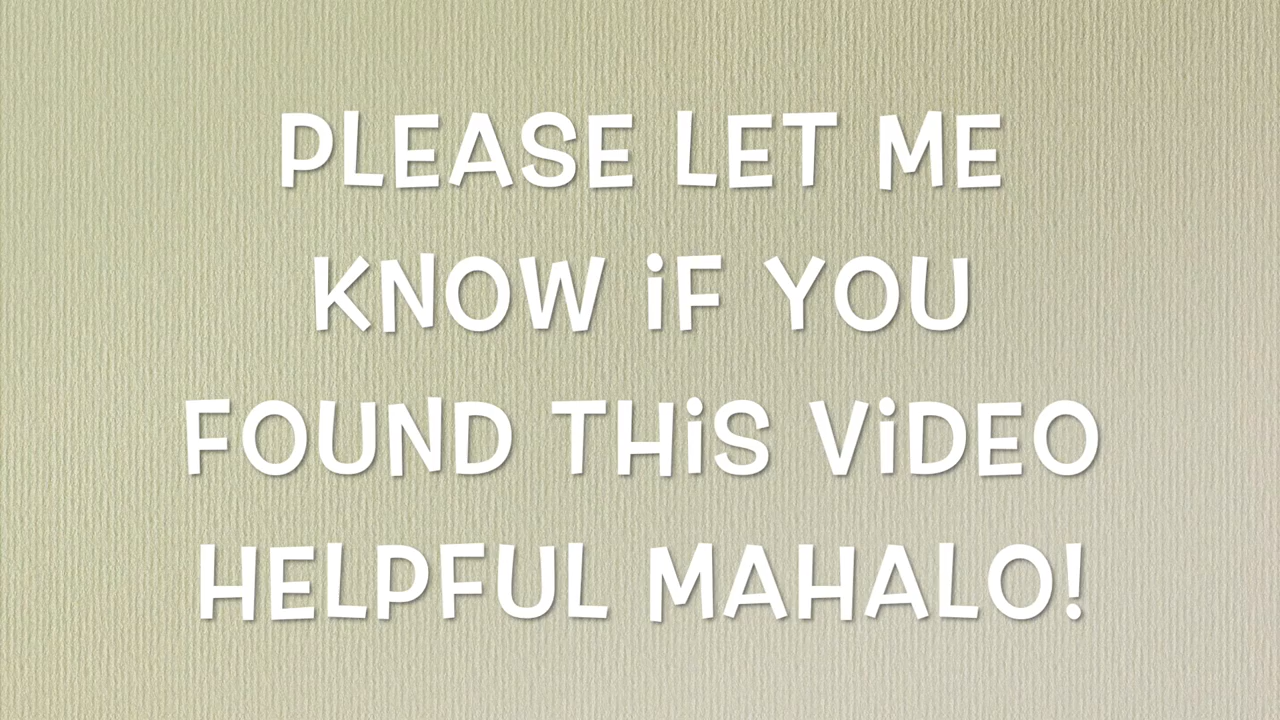 PLEASE LET ME
KNOW iF YOU
FOUND THiS ViDEO
HELPFUL MAHALO!